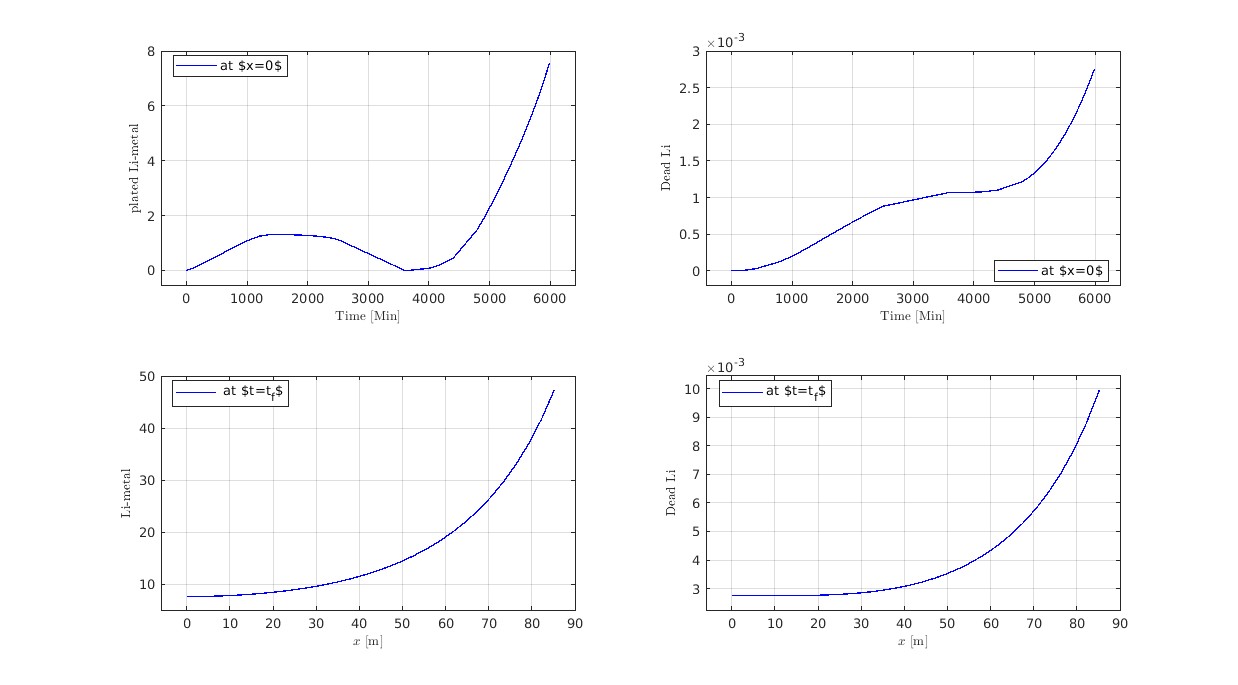 at $x=0$
8
6
4
2
0
plated Li-metal
0 1000 2000 3000 4000 5000 6000
Time [Min]
×10-3
3
2.5
2
1.5
1
0.5
0
Dead Li
at $x=0$
0 1000 2000 3000 4000 5000 6000
Time [Min]
at $t=tf$
50
40
30
20
10
Li-metal
0 10 20 30 40 50 60 70 80 90
x [m]
×10-3
at $t=tf$
10
9
8
7
6
5
4
3
Dead Li
0 10 20 30 40 50 60 70 80 90
x [m]